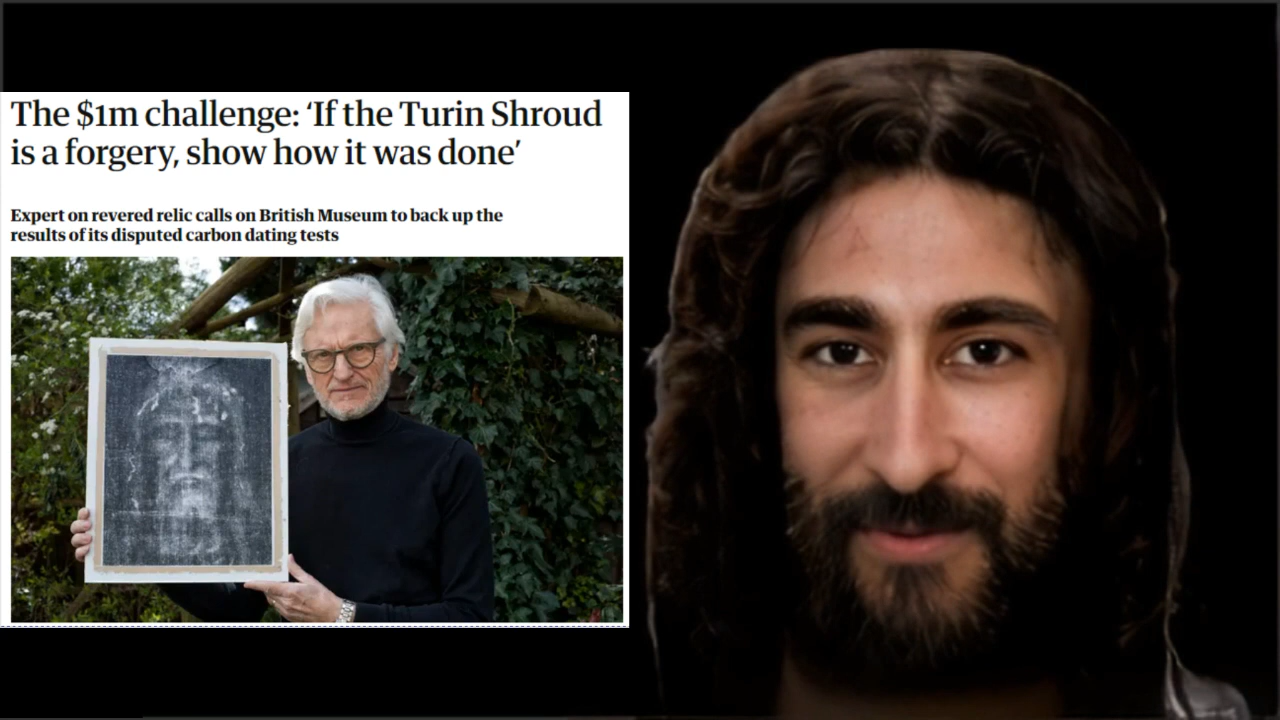 The $1m challenge: ‘If the Turin Shroud
is a forgery, show how it was done’
Expert on revered relic calls on British Museum to back up the
results of its disputed carbon dating tests